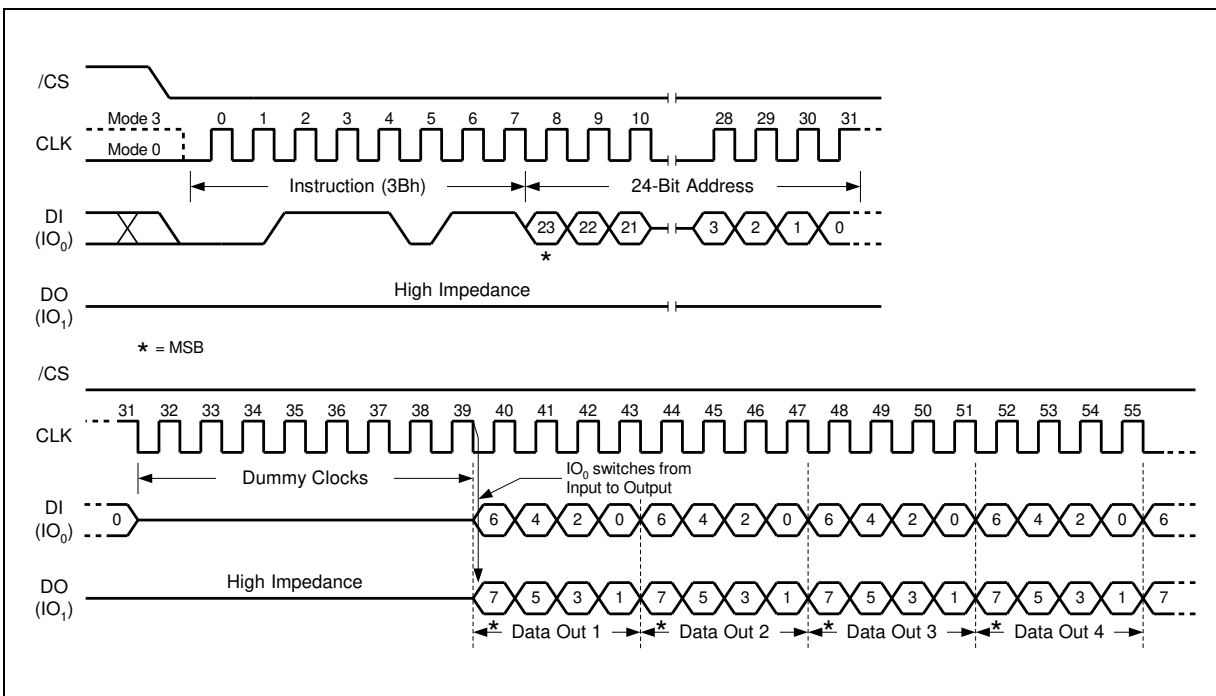 /CS
Mode 3
0 1 2 3 4 5 6 7 8 9 10 28 29 30 31
CLK
Mode 0
Instruction (3Bh)
24-Bit Address
DI
(IO₀)
23 22 21 3 2 1 0
*
High Impedance
DO
(IO₁)
* = MSB
/CS
31 32 33 34 35 36 37 38 39 40 41 42 43 44 45 46 47 48 49 50 51 52 53 54 55
CLK
Dummy Clocks
IO₀ switches from
Input to Output
DI
(IO₀)
0 6 4 2 0 6 4 2 0 6 4 2 0 6 4 2 0 6
High Impedance
DO
(IO₁)
7 5 3 1 7 5 3 1 7 5 3 1 7 5 3 1 7
* Data Out 1 * Data Out 2 * Data Out 3 * Data Out 4